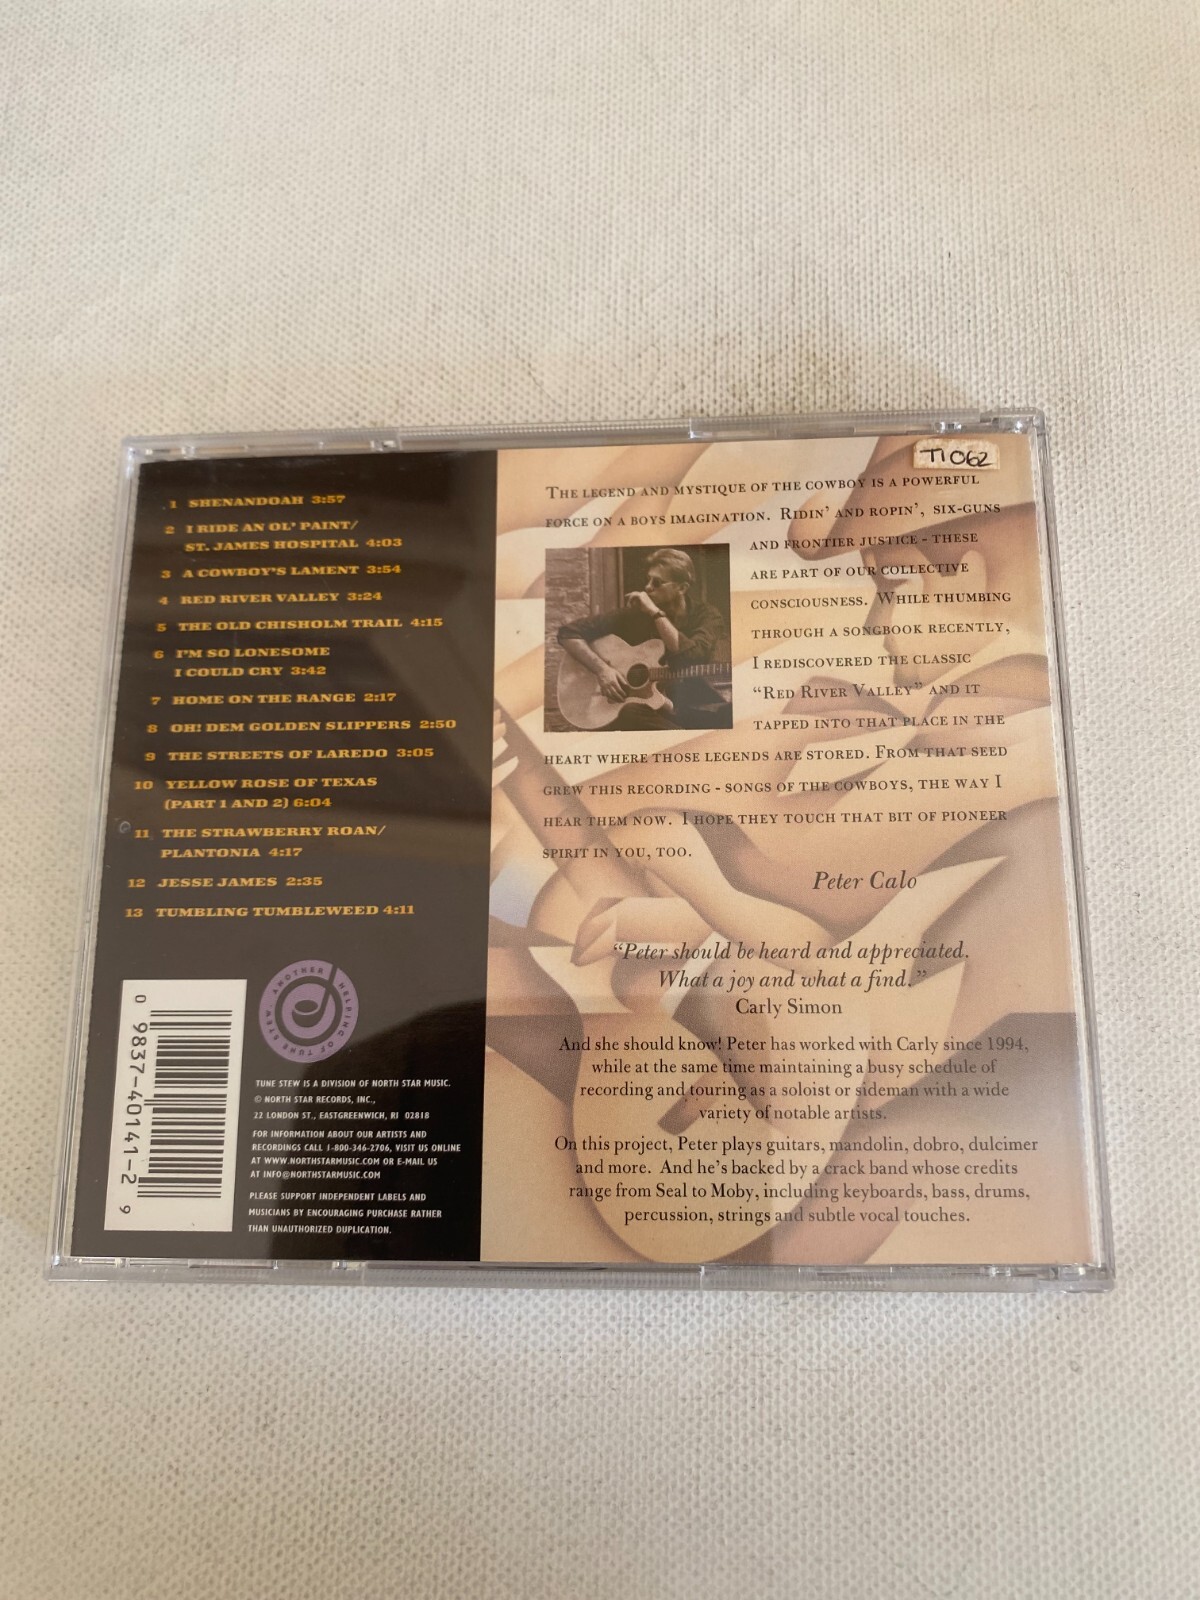 1 SHENANDOAH 3:57
2 I RIDE AN OL' PAINT/
ST. JAMES HOSPITAL 4:03
3 A COWBOY'S LAMENT 3:54
4 RED RIVER VALLEY 3:24
5 THE OLD CHISHOLM TRAIL 4:15
6 I'M SO LONESOME
I COULD CRY 3:42
7 HOME ON THE RANGE 2:17
8 OH! DEM GOLDEN SLIPPERS 2:50
9 THE STREETS OF LAREDO 3:05
10 YELLOW ROSE OF TEXAS
(PART 1 AND 2) 6:04
11 THE STRAWBERRY ROAN/
PLANTONIA 4:17
12 JESSE JAMES 2:35
13 TUMBLING TUMBLEWEED 4:11
0 9837-40141-2 9
ANOTHER HELPING OF TUNE STEW
TUNE STEW IS A DIVISION OF NORTH STAR MUSIC.
© NORTH STAR RECORDS, INC.,
22 LONDON ST., EASTGREENWICH, RI 02818
FOR INFORMATION ABOUT OUR ARTISTS AND
RECORDINGS CALL 1-800-346-2706, VISIT US ONLINE
AT WWW.NORTHSTARMUSIC.COM OR E-MAIL US
AT INFO@NORTHSTARMUSIC.COM
PLEASE SUPPORT INDEPENDENT LABELS AND
MUSICIANS BY ENCOURAGING PURCHASE RATHER
THAN UNAUTHORIZED DUPLICATION.
TI062
THE LEGEND AND MYSTIQUE OF THE COWBOY IS A POWERFUL
FORCE ON A BOYS IMAGINATION. RIDIN' AND ROPIN', SIX-GUNS
AND FRONTIER JUSTICE - THESE
ARE PART OF OUR COLLECTIVE
CONSCIOUSNESS. WHILE THUMBING
THROUGH A SONGBOOK RECENTLY,
I REDISCOVERED THE CLASSIC
"RED RIVER VALLEY" AND IT
TAPPED INTO THAT PLACE IN THE
HEART WHERE THOSE LEGENDS ARE STORED. FROM THAT SEED
GREW THIS RECORDING - SONGS OF THE COWBOYS, THE WAY I
HEAR THEM NOW. I HOPE THEY TOUCH THAT BIT OF PIONEER
SPIRIT IN YOU, TOO.
Peter Calo
"Peter should be heard and appreciated.
What a joy and what a find."
Carly Simon
And she should know! Peter has worked with Carly since 1994,
while at the same time maintaining a busy schedule of
recording and touring as a soloist or sideman with a wide
variety of notable artists.
On this project, Peter plays guitars, mandolin, dobro, dulcimer
and more. And he's backed by a crack band whose credits
range from Seal to Moby, including keyboards, bass, drums,
percussion, strings and subtle vocal touches.